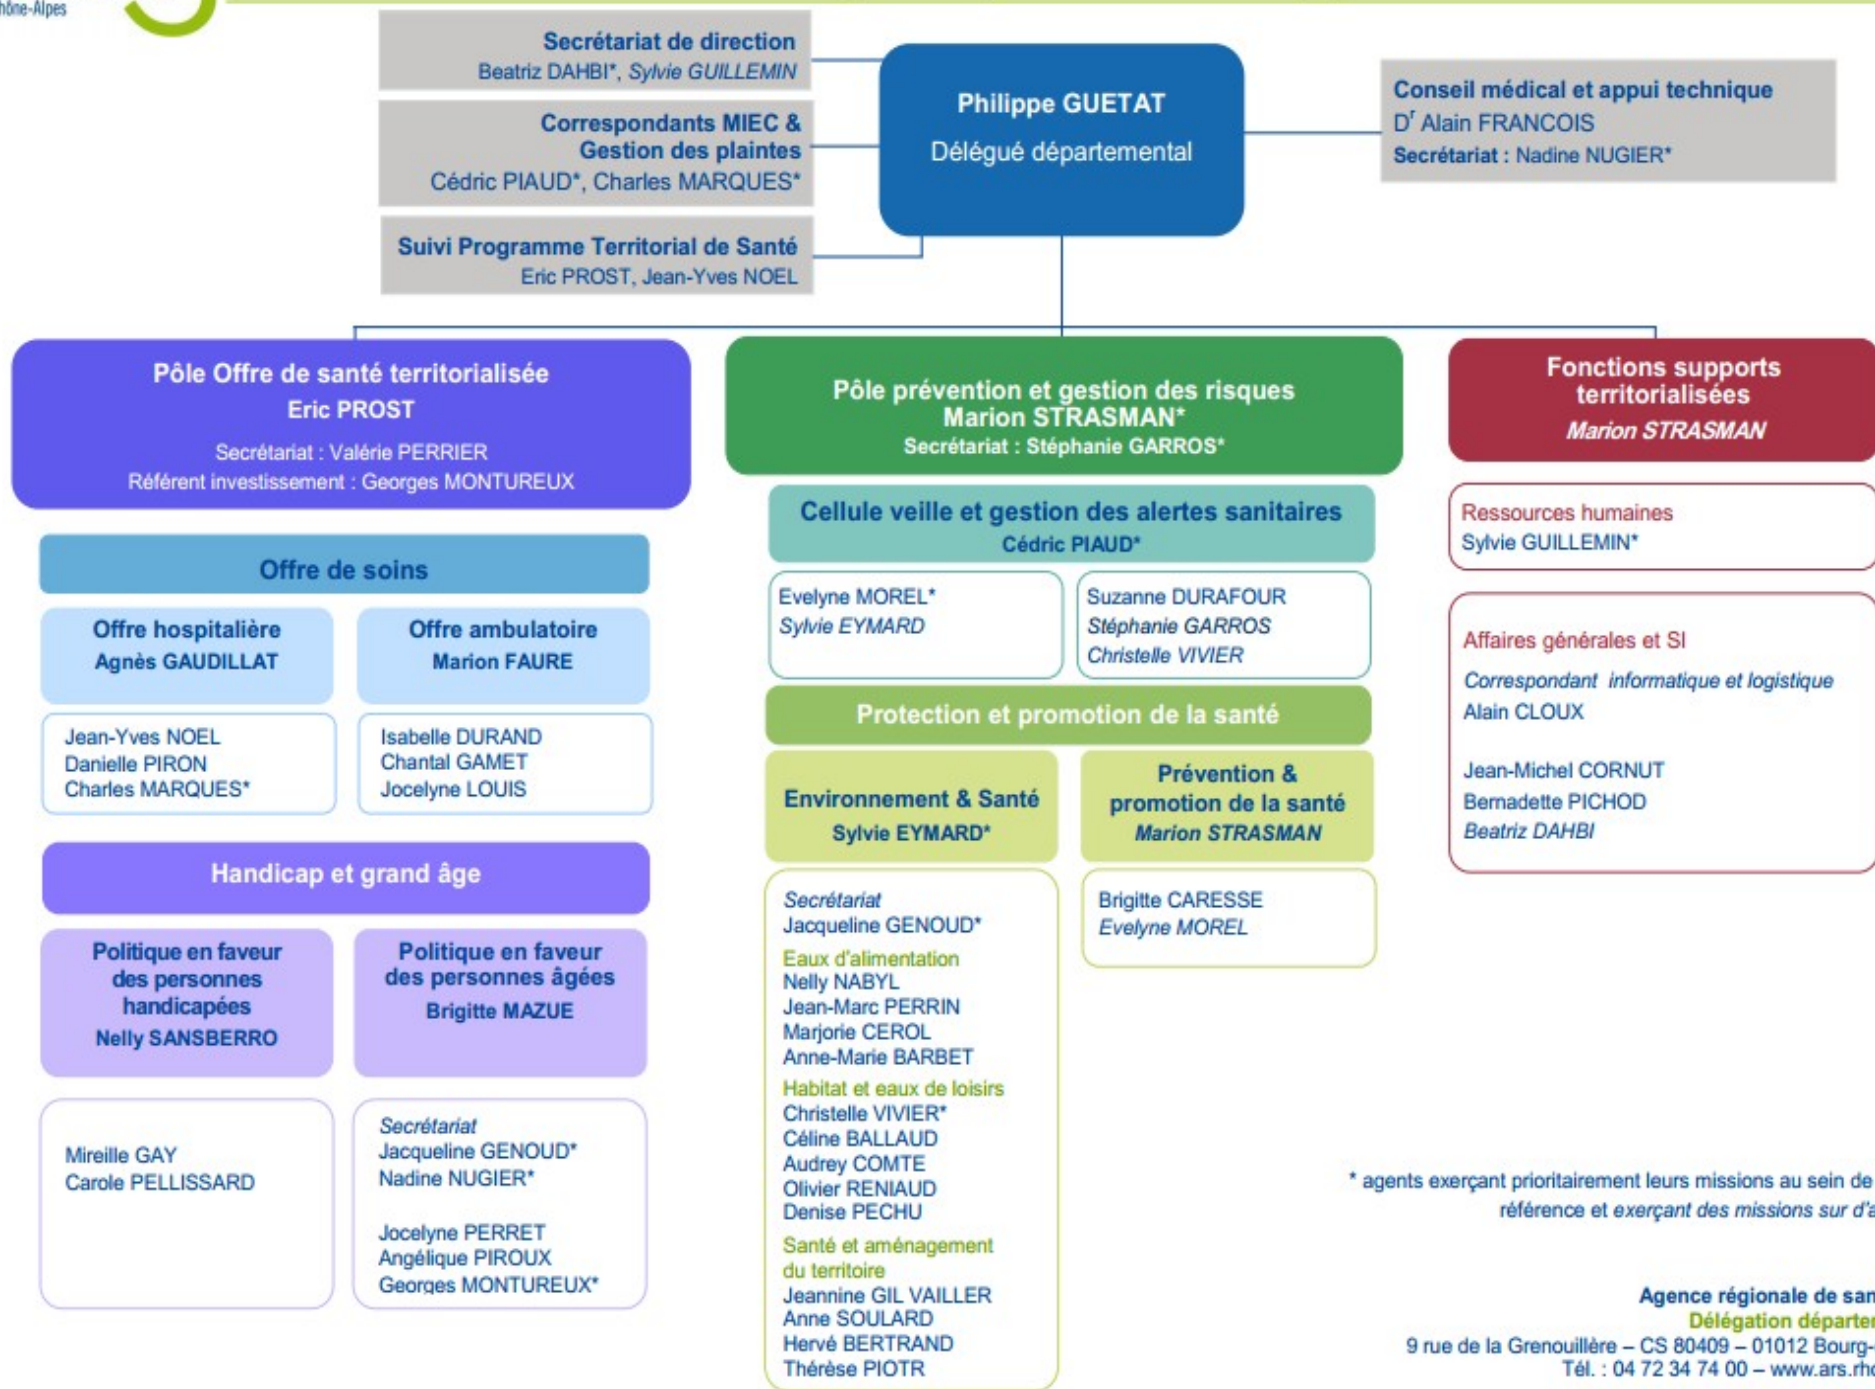 hône-Alpes
Secrétariat de direction
Beatriz DAHBI*, Sylvie GUILLEMIN
Correspondants MIEC &
Gestion des plaintes
Cédric PIAUD*, Charles MARQUES*
Suivi Programme Territorial de Santé
Eric PROST, Jean-Yves NOEL
Philippe GUETAT
Délégué départemental
Conseil médical et appui technique
Dr Alain FRANCOIS
Secrétariat : Nadine NUGIER*
Pôle Offre de santé territorialisée
Eric PROST
Secrétariat : Valérie PERRIER
Référent investissement : Georges MONTUREUX
Offre de soins
Offre hospitalière
Agnès GAUDILLAT
Offre ambulatoire
Marion FAURE
Jean-Yves NOEL
Danielle PIRON
Charles MARQUES*
Isabelle DURAND
Chantal GAMET
Jocelyne LOUIS
Handicap et grand âge
Politique en faveur
des personnes
handicapées
Nelly SANSBERRO
Politique en faveur
des personnes âgées
Brigitte MAZUE
Mireille GAY
Carole PELLISSARD
Secrétariat
Jacqueline GENOUD*
Nadine NUGIER*
Jocelyne PERRET
Angélique PIROUX
Georges MONTUREUX*
Pôle prévention et gestion des risques
Marion STRASMAN*
Secrétariat : Stéphanie GARROS*
Cellule veille et gestion des alertes sanitaires
Cédric PIAUD*
Evelyne MOREL*
Sylvie EYMARD
Suzanne DURAFOUR
Stéphanie GARROS
Christelle VIVIER
Protection et promotion de la santé
Environnement & Santé
Sylvie EYMARD*
Prévention &
promotion de la santé
Marion STRASMAN
Secrétariat
Jacqueline GENOUD*
Eaux d'alimentation
Nelly NABYL
Jean-Marc PERRIN
Marjorie CEROL
Anne-Marie BARBET
Habitat et eaux de loisirs
Christelle VIVIER*
Céline BALLAUD
Audrey COMTE
Olivier RENIAUD
Denise PECHU
Santé et aménagement
du territoire
Jeannine GIL VAILLER
Anne SOULARD
Hervé BERTRAND
Thérèse PIOTR
Brigitte CARESSE
Evelyne MOREL
Fonctions supports
territorialisées
Marion STRASMAN
Ressources humaines
Sylvie GUILLEMIN*
Affaires générales et SI
Correspondant informatique et logistique
Alain CLOUX
Jean-Michel CORNUT
Bernadette PICHOD
Beatriz DAHBI
* agents exerçant prioritairement leurs missions au sein de
référence et exerçant des missions sur d'a
Agence régionale de san
Délégation départer
9 rue de la Grenouillère – CS 80409 – 01012 Bourg-
Tél. : 04 72 34 74 00 – www.ars.rho